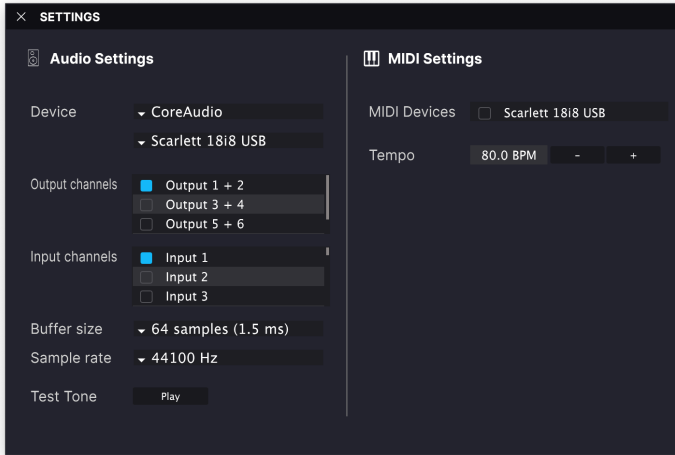 SETTINGS
Audio Settings
Device
CoreAudio
Scarlett 18i8 USB
Output channels
Output 1 + 2
Output 3 + 4
Output 5 + 6
Input channels
Input 1
Input 2
Input 3
Buffer size
64 samples (1.5 ms)
Sample rate
44100 Hz
Test Tone
Play
MIDI Settings
MIDI Devices
Scarlett 18i8 USB
Tempo
80.0 BPM
-
+